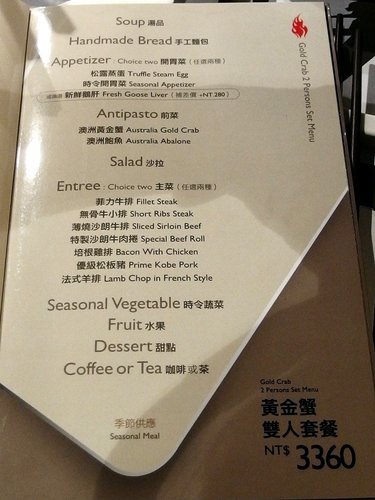 Soup 湯品
Handmade Bread 手工麵包
Appetizer : Choice two 開胃菜 (任選兩種)
松露蒸蛋 Truffle Steam Egg
時令開胃菜 Seasonal Appetizer
新鮮鵝肝 Fresh Goose Liver (補差價 +NT.280)
Antipasto 前菜
澳洲黃金蟹 Australia Gold Crab
澳洲鮑魚 Australia Abalone
Salad 沙拉
Entree : Choice two 主菜 (任選兩種)
菲力牛排 Fillet Steak
無骨牛小排 Short Ribs Steak
薄燒沙朗牛排 Sliced Sirloin Beef
特製沙朗牛肉捲 Special Beef Roll
培根雞排 Bacon With Chicken
優級松板豬 Prime Kobe Pork
法式羊排 Lamb Chop in French Style
Seasonal Vegetable 時令蔬菜
Fruit 水果
Dessert 甜點
Coffee or Tea 咖啡 或 茶
季節供應
Seasonal Meal
Gold Crab 2 Persons Set Menu
Gold Crab
2 Persons Set Menu
黃金蟹
雙人套餐
NT$ 3360